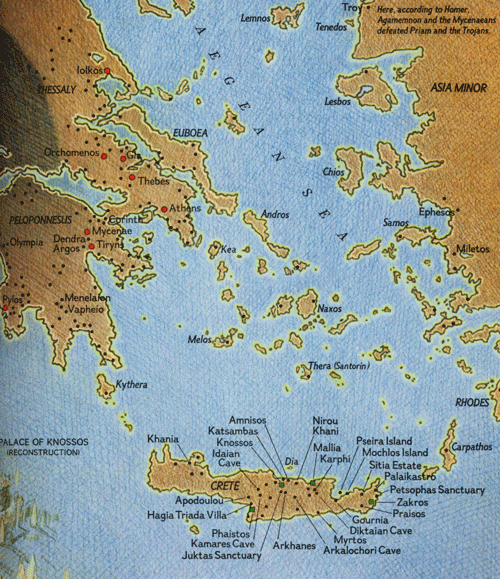 Troy
Here, according to Homer,
Agamemnon and the Mycenaeans
defeated Priam and the Trojans.
Lemnos
Tenedos
Iolkos
THESSALY
AEGEAN SEA
Lesbos
ASIA MINOR
EUBOEA
Orchomenos
Gla
Thebes
Chios
Athens
Andros
Ephesos
PELOPONNESUS
Corinth
Mycenae
Samos
Olympia
Dendra
Argos
Tiryns
Kea
Miletos
Pylos
Menelaion
Vapheio
Naxos
Melos
Thera (Santorin)
Kythera
RHODES
PALACE OF KNOSSOS
(RECONSTRUCTION)
Carpathos
Khania
Amnisos
Katsambas
Knossos
Idaian
Cave
Dia
Nirou
Khani
Mallia
Karphi
Pseira Island
Mochlos Island
Sitia Estate
Palaikastro
Petsophas Sanctuary
Zakros
Praisos
CRETE
Apodoulou
Hagia Triada Villa
Phaistos
Kamares Cave
Juktas Sanctuary
Arkhanes
Gournia
Diktaian Cave
Myrtos
Arkalochori Cave